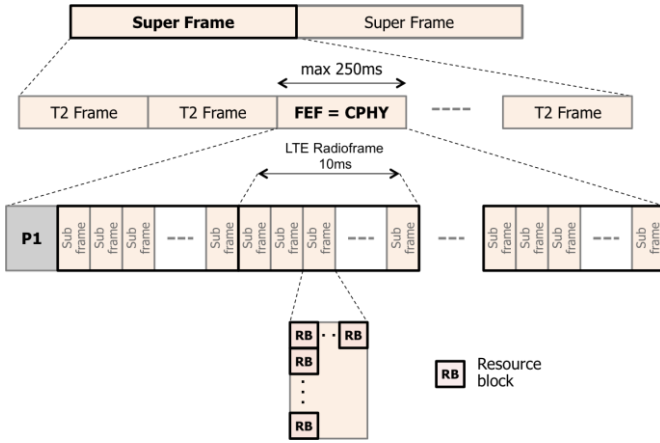 Super Frame
Super Frame
max 250ms
T2 Frame
T2 Frame
FEF = CPHY
T2 Frame
LTE Radioframe
10ms
P1
Sub
frame
Sub
frame
Sub
frame
Sub
frame
Sub
frame
Sub
frame
Sub
frame
Sub
frame
Sub
frame
Sub
frame
Sub
frame
Sub
frame
RB
RB
RB
RB
RB
Resource
block